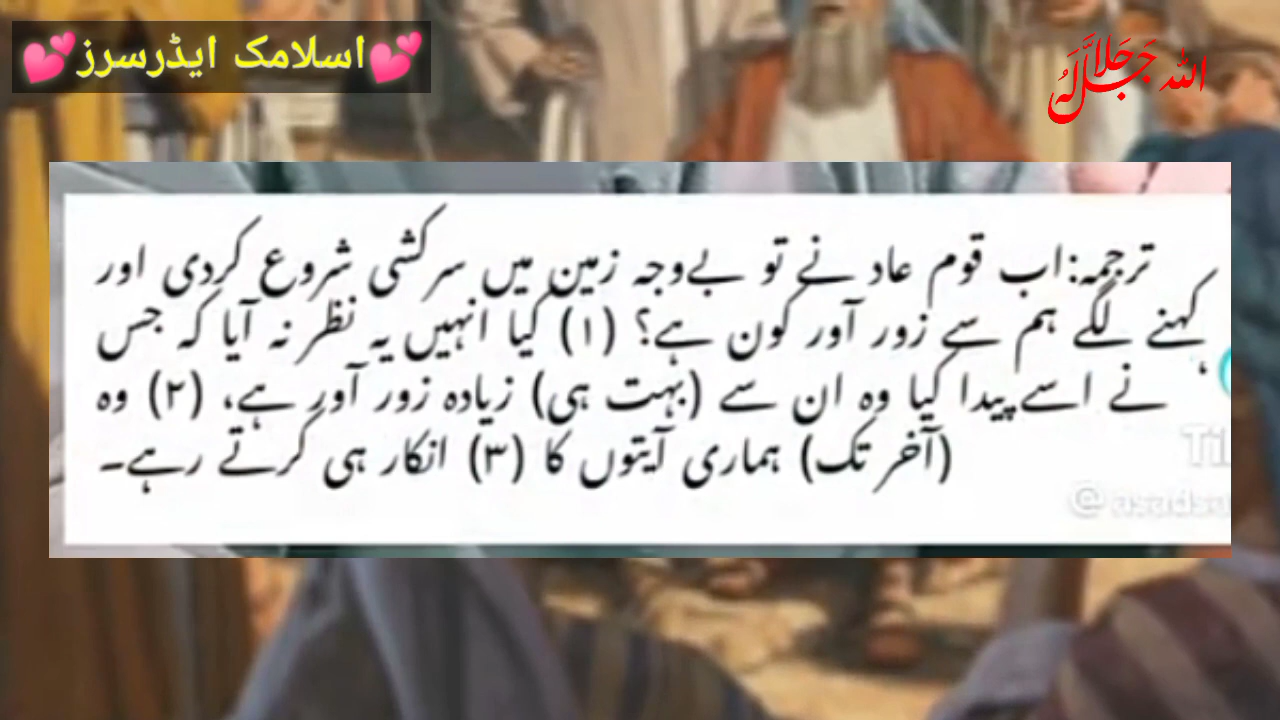 💕اسلامک ایڈرسرز💕
اللہ جَلَّ جَلَالَہُ
ترجمہ:اب قوم عاد نے تو بےوجہ زمین میں سرکشی شروع کردی اور
کہنے لگے ہم سے زور آور کون ہے؟ (۱) کیا انہیں یہ نظر نہ آیا کہ جس
نے اسے پیدا کیا وہ ان سے (بہت ہی) زیادہ زور آور ہے، (۲) وہ
(آخر تک) ہماری آیتوں کا (۳) انکار ہی کرتے رہے۔